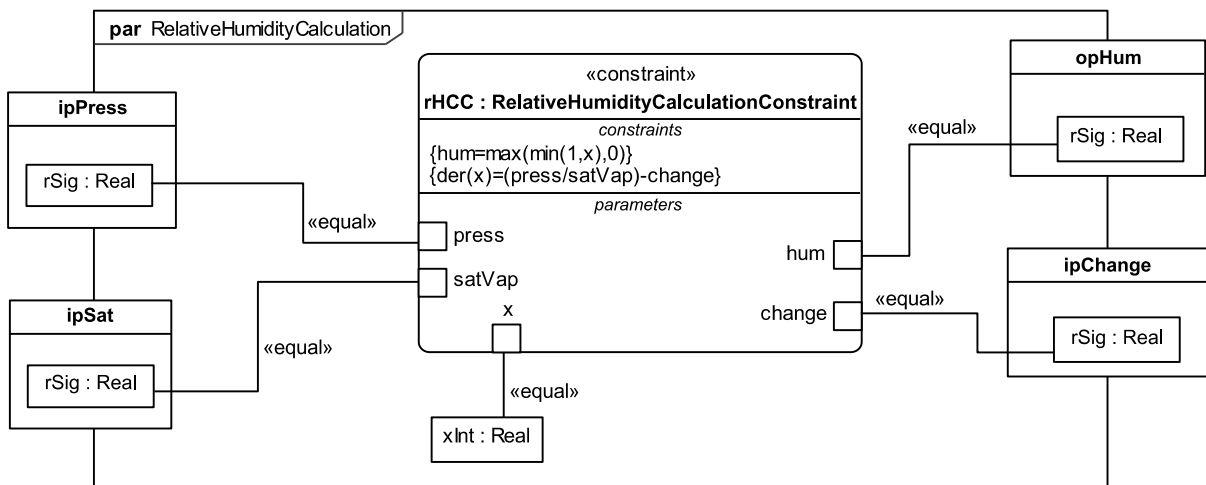 par RelativeHumidityCalculation
ipPress
rSig : Real
«equal»
ipSat
rSig : Real
«equal»
«constraint»
rHCC : RelativeHumidityCalculationConstraint
constraints
{hum=max(min(1,x),0)}
{der(x)=(press/satVap)-change}
parameters
press
satVap
x
hum
change
«equal»
xInt : Real
«equal»
opHum
rSig : Real
«equal»
ipChange
rSig : Real